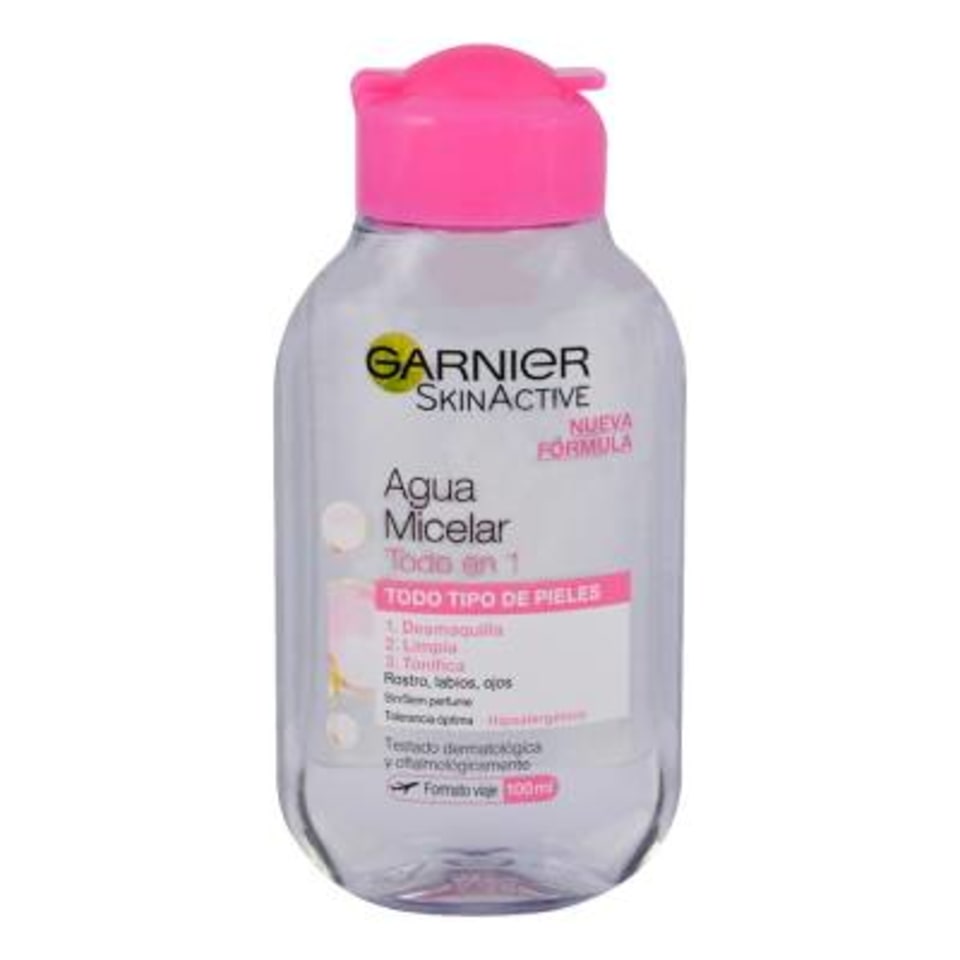 GARNIER
SKINACTIVE
NUEVA
FÓRMULA
Agua
Micelar
Todo en 1
TODO TIPO DE PIELES
1. Desmaquilla
2. Limpia
3. Tonifica
Rostro, labios, ojos
Sin/Sem perfume
Tolerancia óptima Hipoalergénico
Testado dermatológica
y oftalmológicamente
Formato viaje 100ml